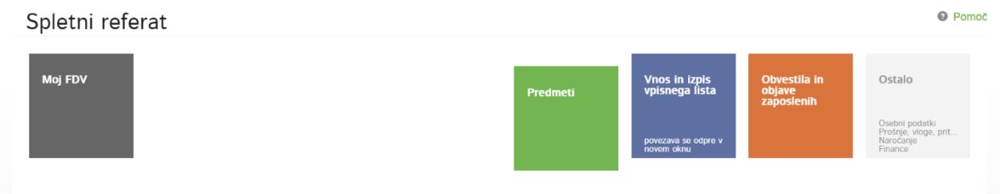 Spletni referat
Pomoč
Moj FDV
Predmeti
Vnos in izpis
vpisnega lista
povezava se odpre v
novem oknu
Obvestila in
objave
zaposlenih
Ostalo
Osebni podatki
Prošnje, vloge, prit...
Naročanje
Finance